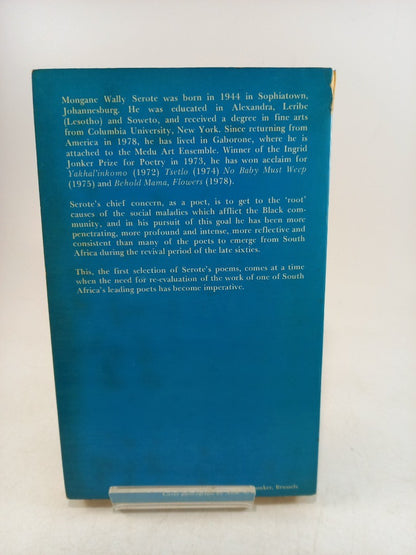 Mongane Wally Serote was born in 1944 in Sophiatown,
Johannesburg. He was educated in Alexandra, Leribe
(Lesotho) and Soweto, and received a degree in fine arts
from Columbia University, New York. Since returning from
America in 1978, he has lived in Gaborone, where he is
attached to the Medu Art Ensemble. Winner of the Ingrid
Jonker Prize for Poetry in 1973, he has won acclaim for
Yakhal'inkomo (1972) Tsetlo (1974) No Baby Must Weep
(1975) and Behold Mama, Flowers (1978).
Serote's chief concern, as a poet, is to get to the 'root'
causes of the social maladies which afflict the Black com-
munity, and in his pursuit of this goal he has been more
penetrating, more profound and intense, more reflective and
consistent than many of the poets to emerge from South
Africa during the revival period of the late sixties.
This, the first selection of Serote's poems, comes at a time
when the need for re-evaluation of the work of one of South
Africa's leading poets has become imperative.
Brussels